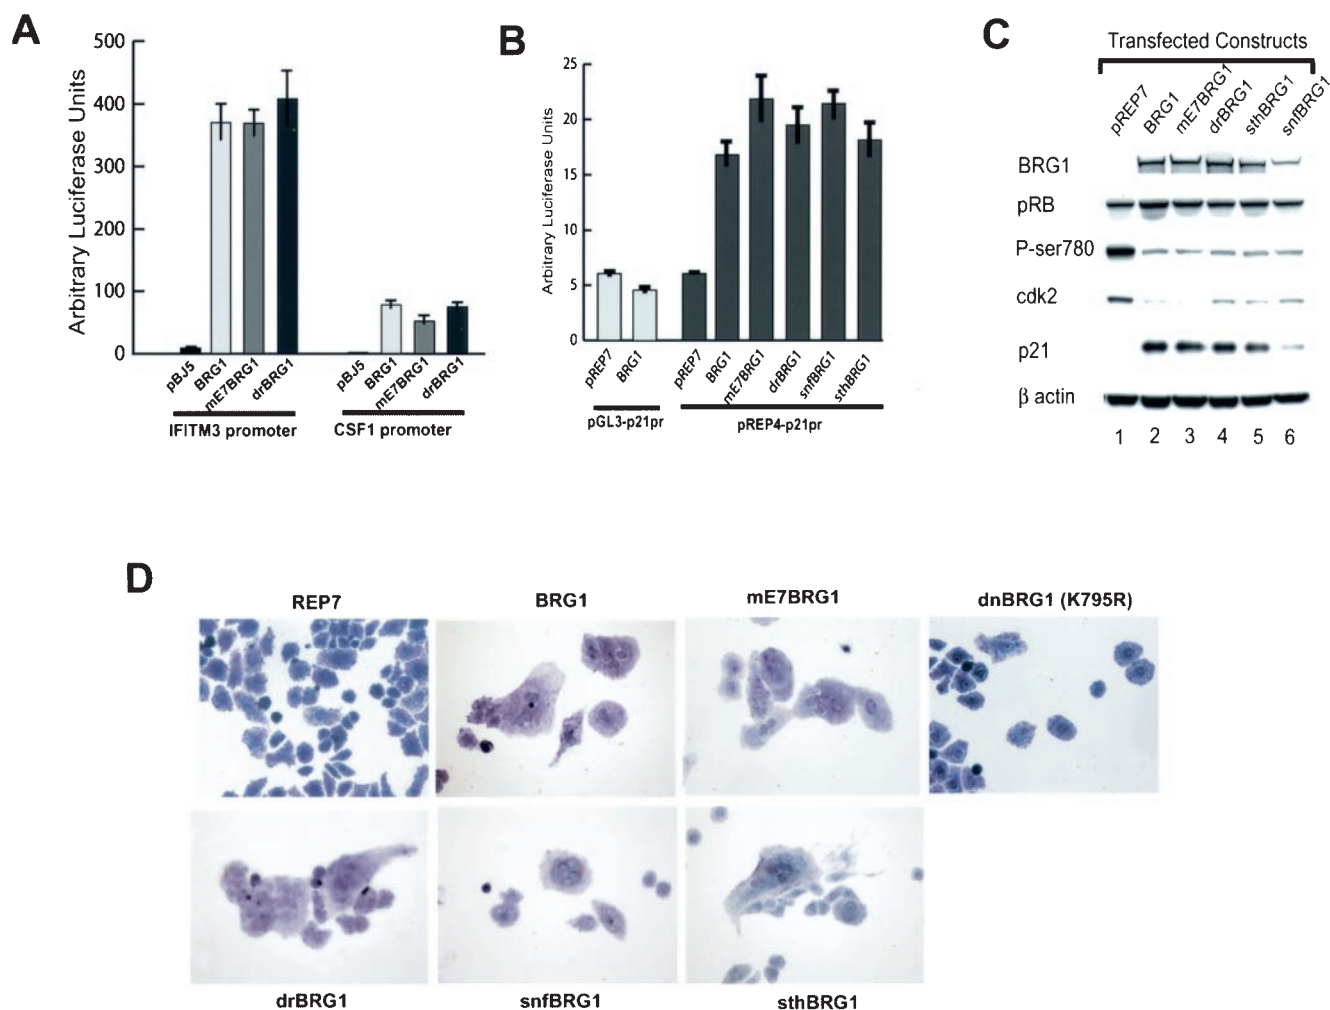 A
500
400
300
200
100
0
Arbitrary Luciferase Units
pBJ5
BRG1
mE7BRG1
drBRG1
pBJ5
BRG1
mE7BRG1
drBRG1
IFITM3 promoter
CSF1 promoter
B
25
20
15
10
5
0
Arbitrary Luciferase Units
pREP7
BRG1
pREP7
BRG1
mE7BRG1
drBRG1
snfBRG1
sthBRG1
pGL3-p21pr
pREP4-p21pr
C
Transfected Constructs
pREP7
BRG1
mE7BRG1
drBRG1
sthBRG1
snfBRG1
BRG1
pRB
P-ser780
cdk2
p21
β actin
1 2 3 4 5 6
D
REP7
BRG1
mE7BRG1
dnBRG1 (K795R)
drBRG1
snfBRG1
sthBRG1